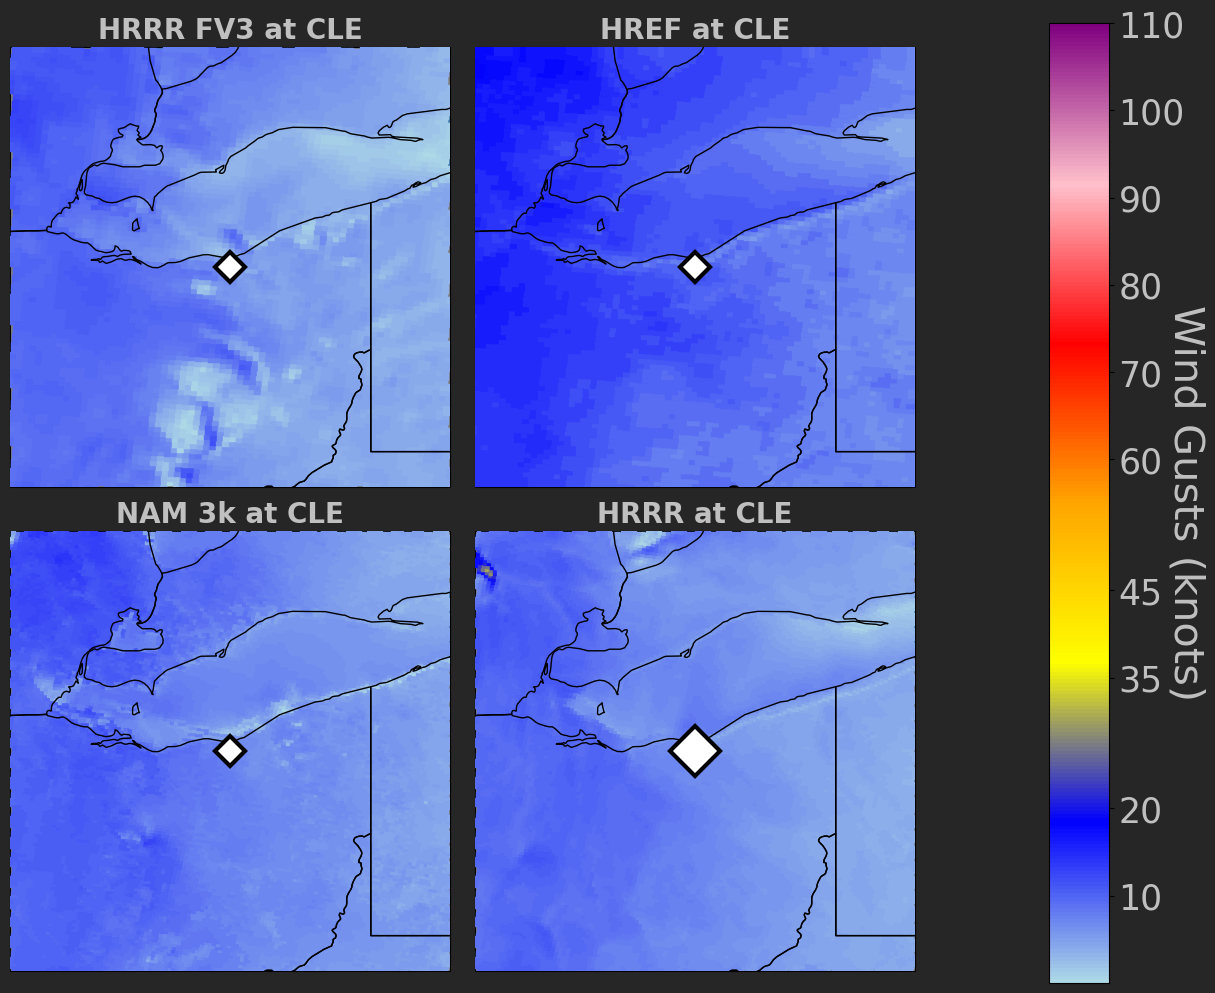 HRRR FV3 at CLE
HREF at CLE
NAM 3k at CLE
HRRR at CLE
110
100
90
80
70
60
45
35
20
10
Wind Gusts (knots)